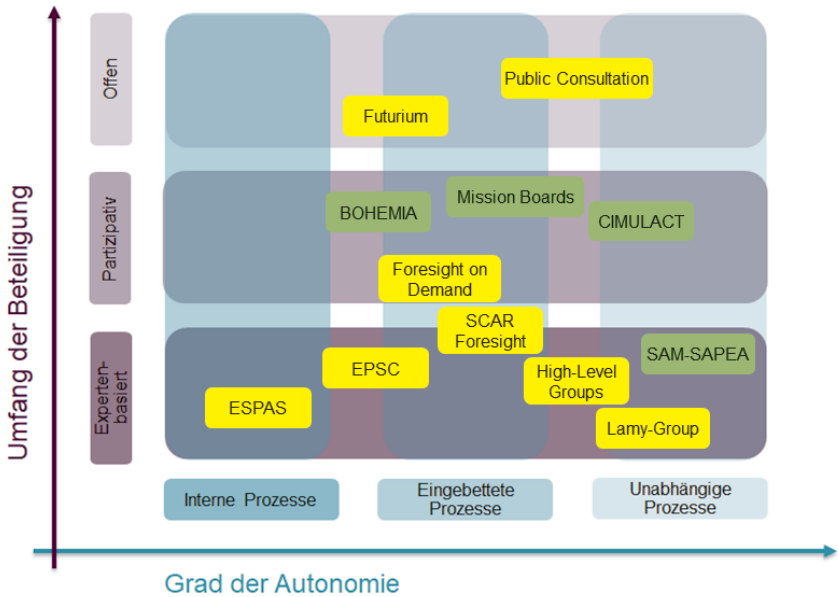 Umfang der Beteiligung
Offen
Partizipativ
Experten-
basiert
Public Consultation
Futurium
Mission Boards
BOHEMIA
CIMULACT
Foresight on
Demand
SCAR
Foresight
SAM-SAPEA
EPSC
High-Level
Groups
ESPAS
Lamy-Group
Interne Prozesse
Eingebettete
Prozesse
Unabhängige
Prozesse
Grad der Autonomie